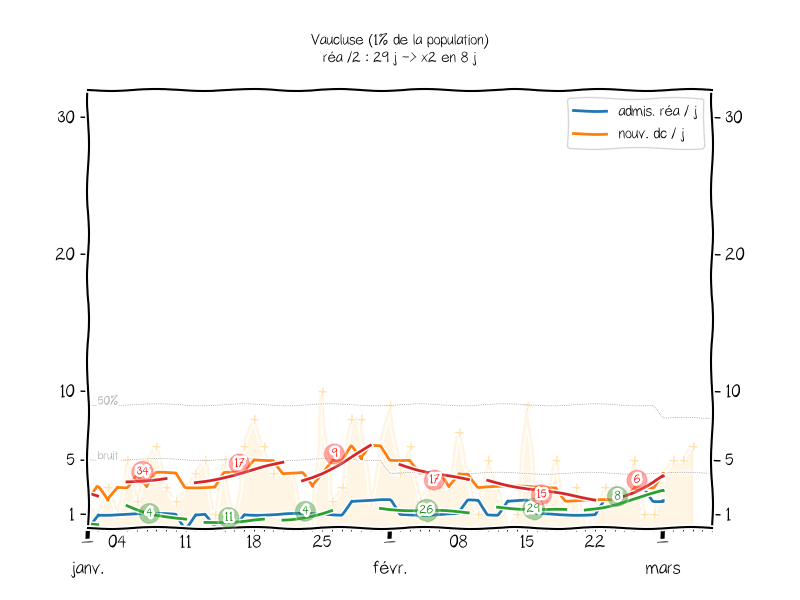 Vaucluse (1% de la population)
réa /2 : 29 j -> x2 en 8 j
admis. réa / j
nouv. dc / j
30 30
20 20
10 10
50%
5 bruit 5
34 17 9 17 15 6
4 11 4 26 29 8
1 1
04 11 18 25 08 15 22
janv. févr. mars